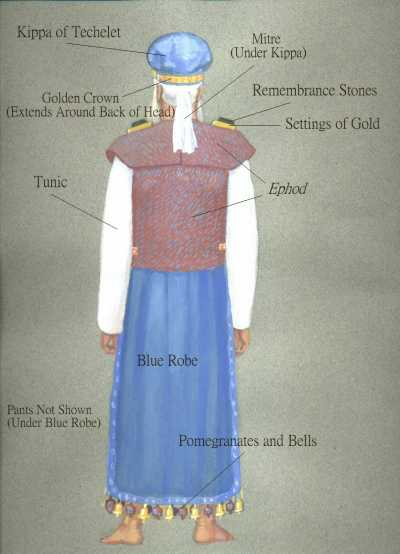 Kippa of Techelet
Mitre
(Under Kippa)
Golden Crown
(Extends Around Back of Head)
Remembrance Stones
Settings of Gold
Tunic
Ephod
Blue Robe
Pants Not Shown
(Under Blue Robe)
Pomegranates and Bells